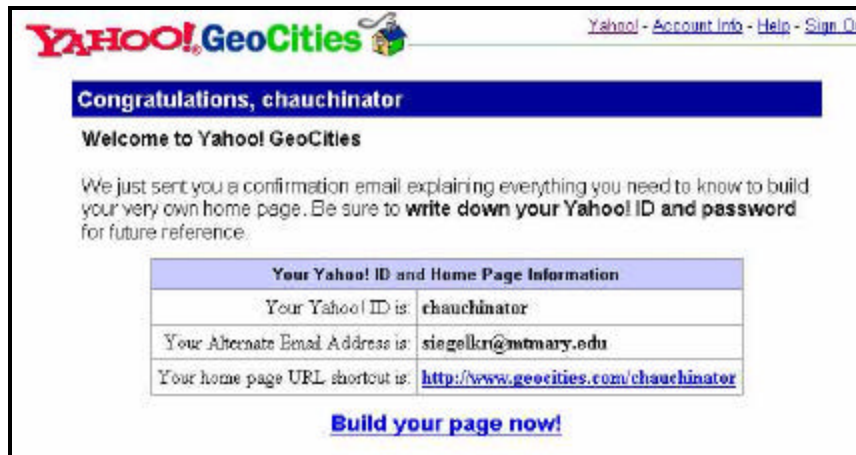 YAHOO! GeoCities
Yahoo! - Account Info - Help - Sign
Congratulations, chauchinator
Welcome to Yahoo! GeoCities
We just sent you a confirmation email explaining everything you need to know to build
your very own home page. Be sure to write down your Yahoo! ID and password
for future reference.
Your Yahoo! ID and Home Page Information
Your Yahoo! ID is: chauchinator
Your Alternate Email Address is: siegelkr@mtmary.edu
Your home page URL shortcut is: http://www.geocities.com/chauchinator
Build your page now!